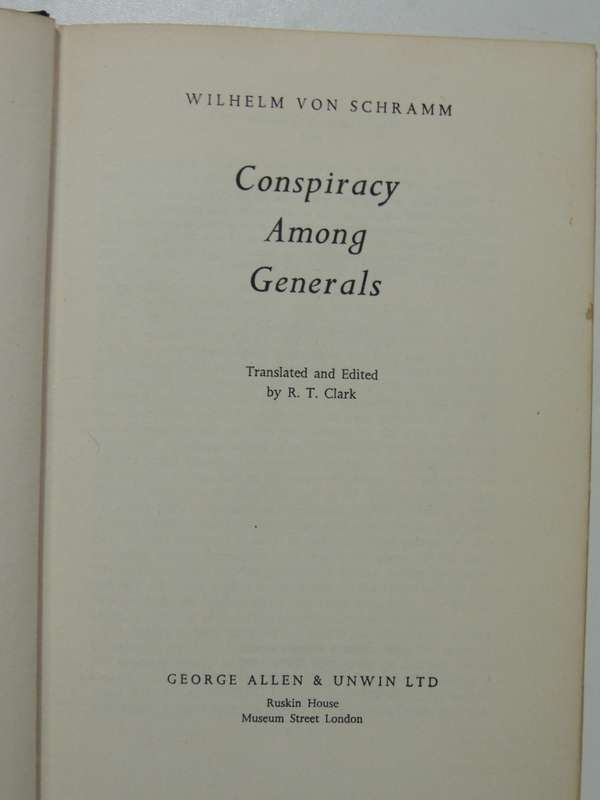 WILHELM VON SCHRAMM
Conspiracy
Among
Generals
Translated and Edited
by R. T. Clark
GEORGE ALLEN & UNWIN LTD
Ruskin House
Museum Street London